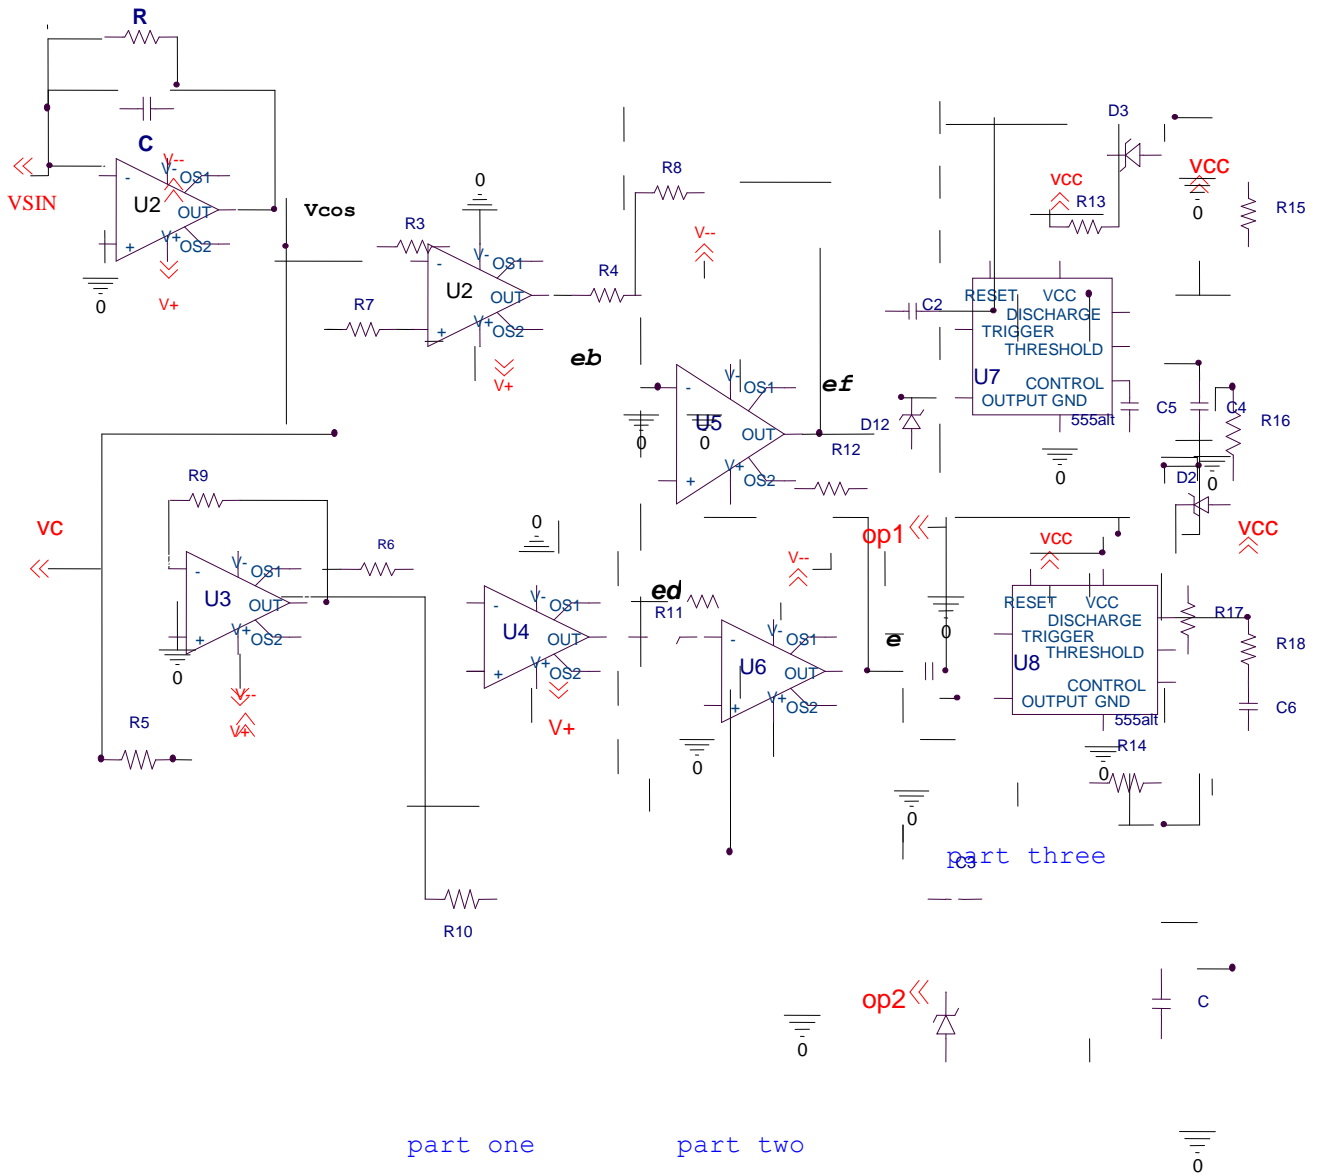 R
C
V--
V-
OS1
U2
OUT
V+
OS2
-
+
VSIN
0
V+
Vcos
0
R3
V-
OS1
U2
OUT
V+
OS2
-
+
R7
R4
R8
V--
V+
eb
ef
V-
OS1
U5
OUT
V+
OS2
-
+
0
0
D12
R12
C2
D3
VCC
R13
VCC
0
R15
RESET
VCC
DISCHARGE
TRIGGER
THRESHOLD
U7
CONTROL
OUTPUT GND
555alt
C5
C4
R16
0
0
D2
VC
R9
V-
OS1
U3
OUT
V+
OS2
-
+
0
R6
V--
V+
R5
0
ed
R11
V-
OS1
U4
OUT
V+
OS2
-
+
V+
V--
V-
OS1
U6
OUT
V+
OS2
-
+
0
e
op1
0
VCC
VCC
RESET
VCC
DISCHARGE
TRIGGER
THRESHOLD
U8
CONTROL
OUTPUT GND
555alt
R17
R18
C6
R14
0
0
part three
C3
R10
op2
0
C
0
part one
part two